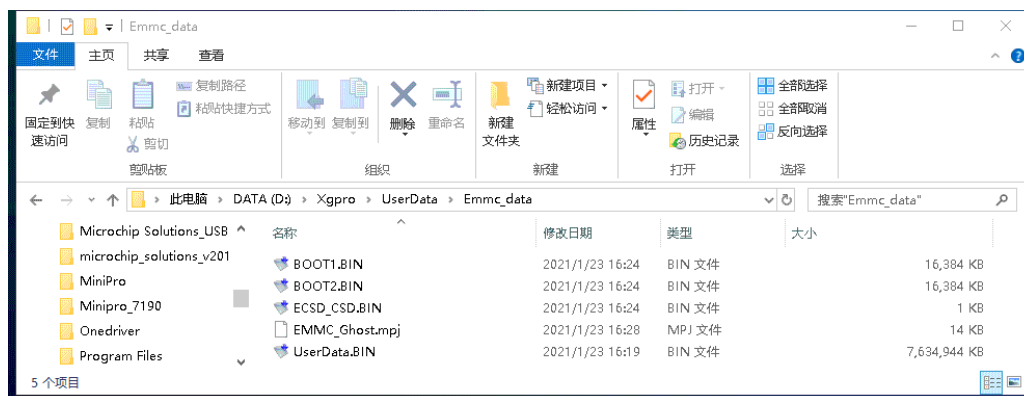 Emmc_data
文件 主页 共享 查看
固定到快速访问 复制 粘贴 复制路径 粘贴快捷方式 剪切 移动到 复制到 删除 重命名 新建文件夹 新建项目 轻松访问 属性 打开 编辑 历史记录 全部选择 全部取消 反向选择
剪贴板 组织 新建 打开 选择
此电脑 > DATA (D:) > Xgpro > UserData > Emmc_data 搜索"Emmc_data"
Microchip Solutions_USB
microchip_solutions_v201
MiniPro
Minipro_7190
Onedriver
Program Files
名称 修改日期 类型 大小
BOOT1.BIN 2021/1/23 16:24 BIN 文件 16,384 KB
BOOT2.BIN 2021/1/23 16:24 BIN 文件 16,384 KB
ECSD_CSD.BIN 2021/1/23 16:24 BIN 文件 1 KB
EMMC_Ghost.mpj 2021/1/23 16:28 MPJ 文件 14 KB
UserData.BIN 2021/1/23 16:19 BIN 文件 7,634,944 KB
5 个项目